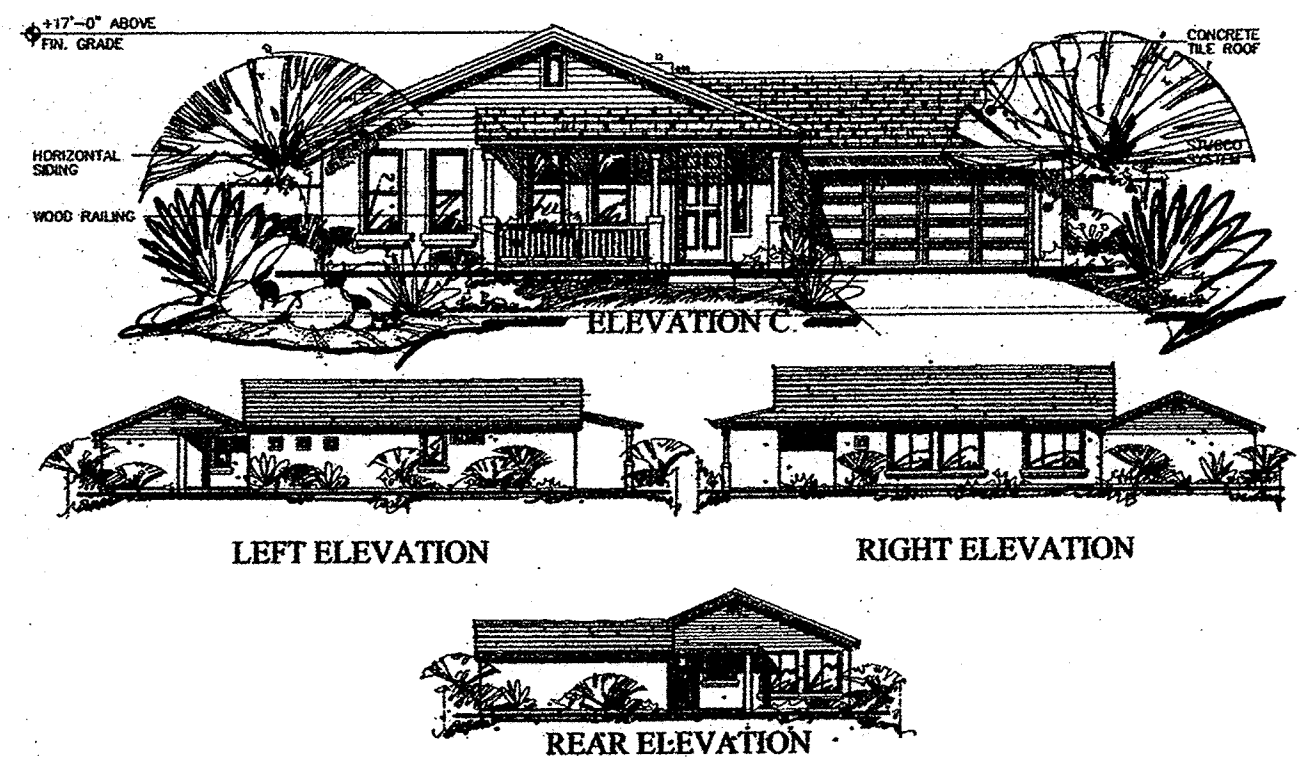 +17'-0" ABOVE
FIN. GRADE
CONCRETE
TILE ROOF
HORIZONTAL
SIDING
STUCCO
SYSTEM
WOOD RAILING
ELEVATION C
LEFT ELEVATION
RIGHT ELEVATION
REAR ELEVATION